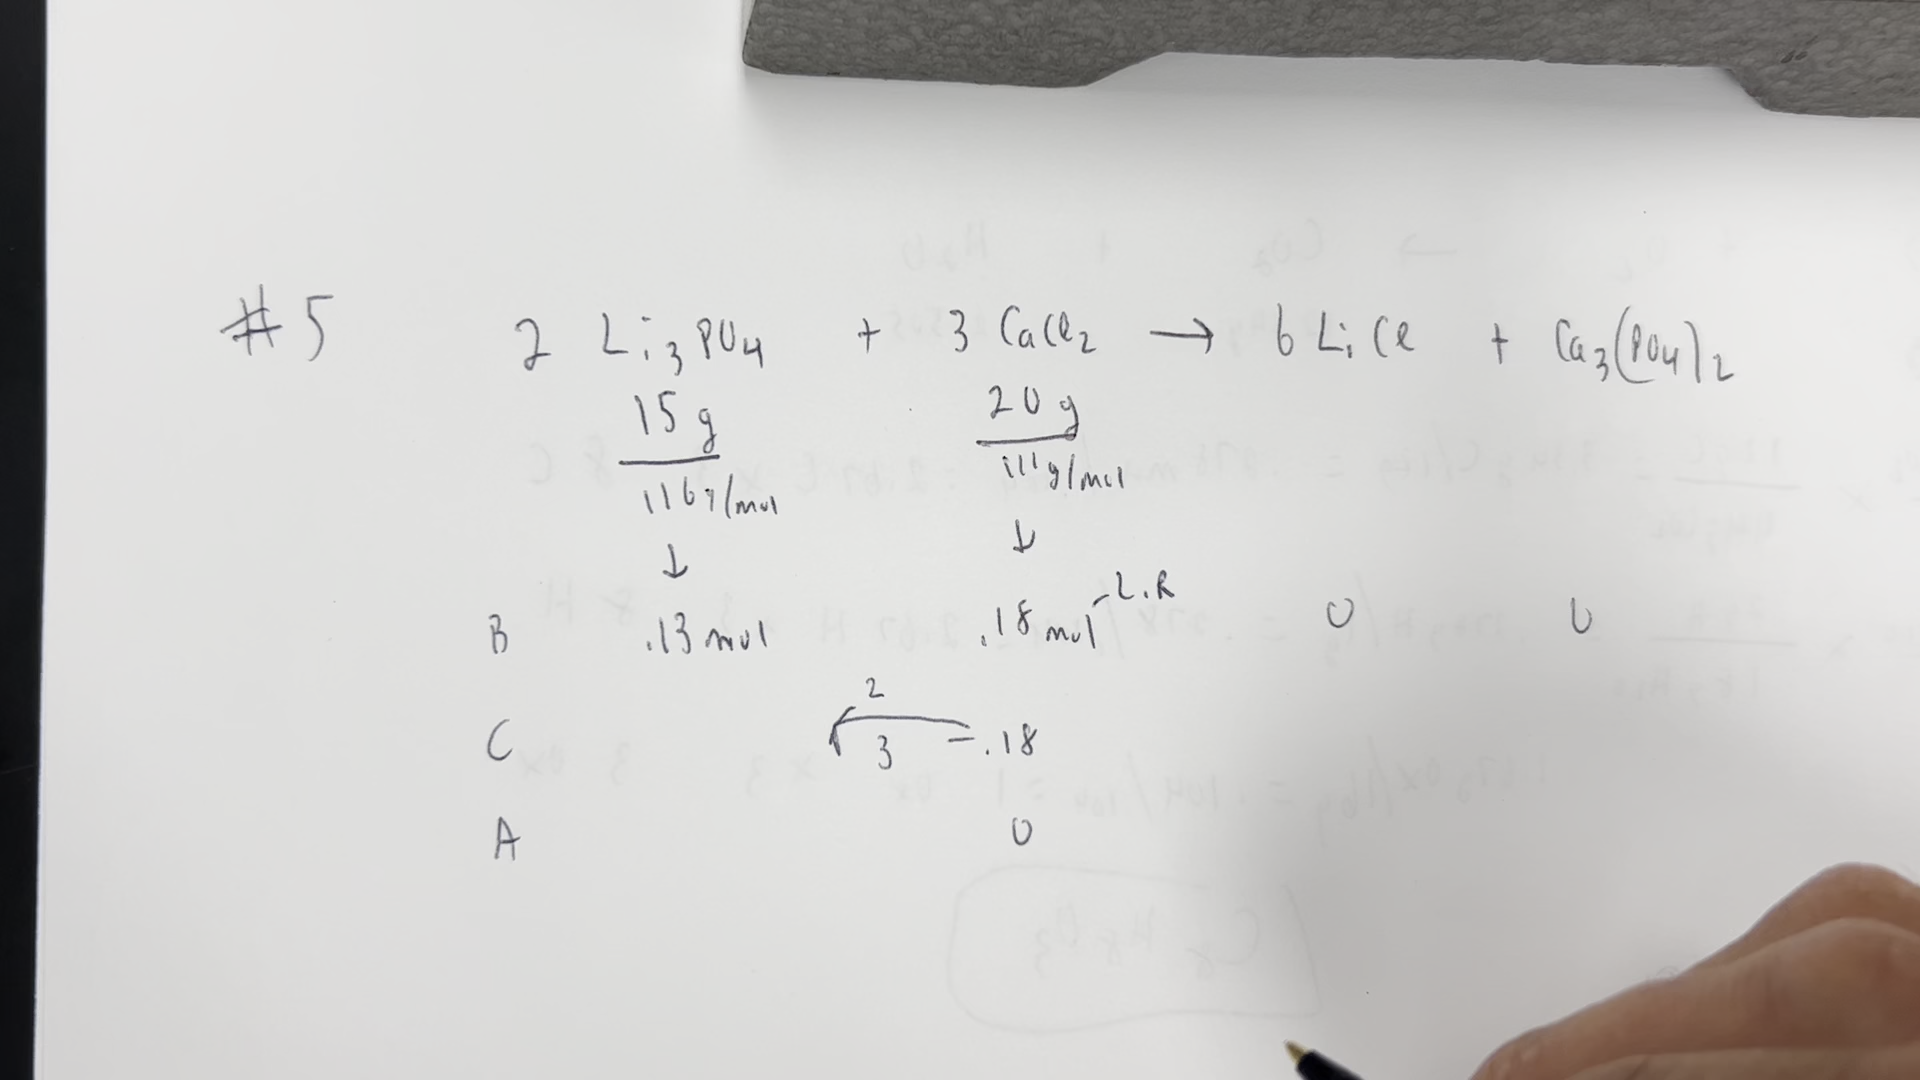 #5 2 Li₃PO₄ + 3 CaCl₂ → 6 LiCl + Ca₃(PO₄)₂
15 g 20 g
116 g/mol 111 g/mol
↓ ↓
B .13 mol .18 mol - L.R 0 0
2
C 3 -.18
A 0